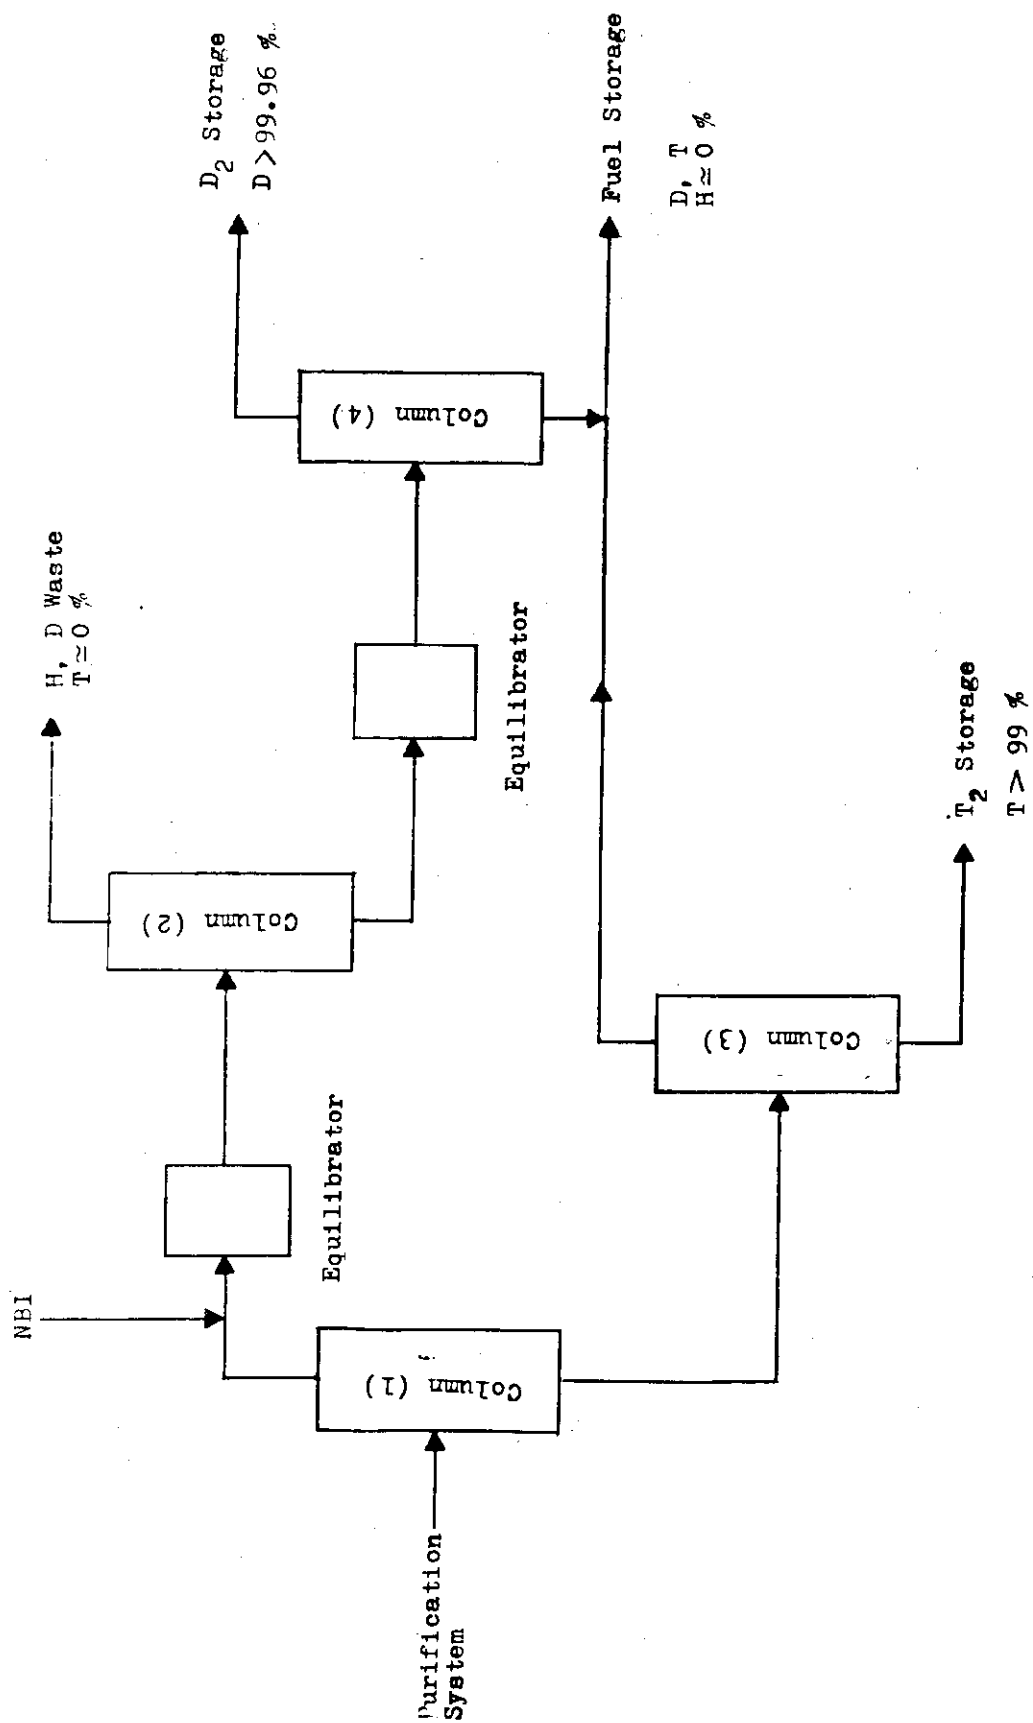 D2 Storage
D > 99.96 %
H, D Waste
T ≃ 0 %
Column (4)
Fuel Storage
D, T
H ≃ 0 %
Column (2)
Equilibrator
NBI
Equilibrator
Column (3)
T2 Storage
T > 99 %
Column (1)
Purification
System